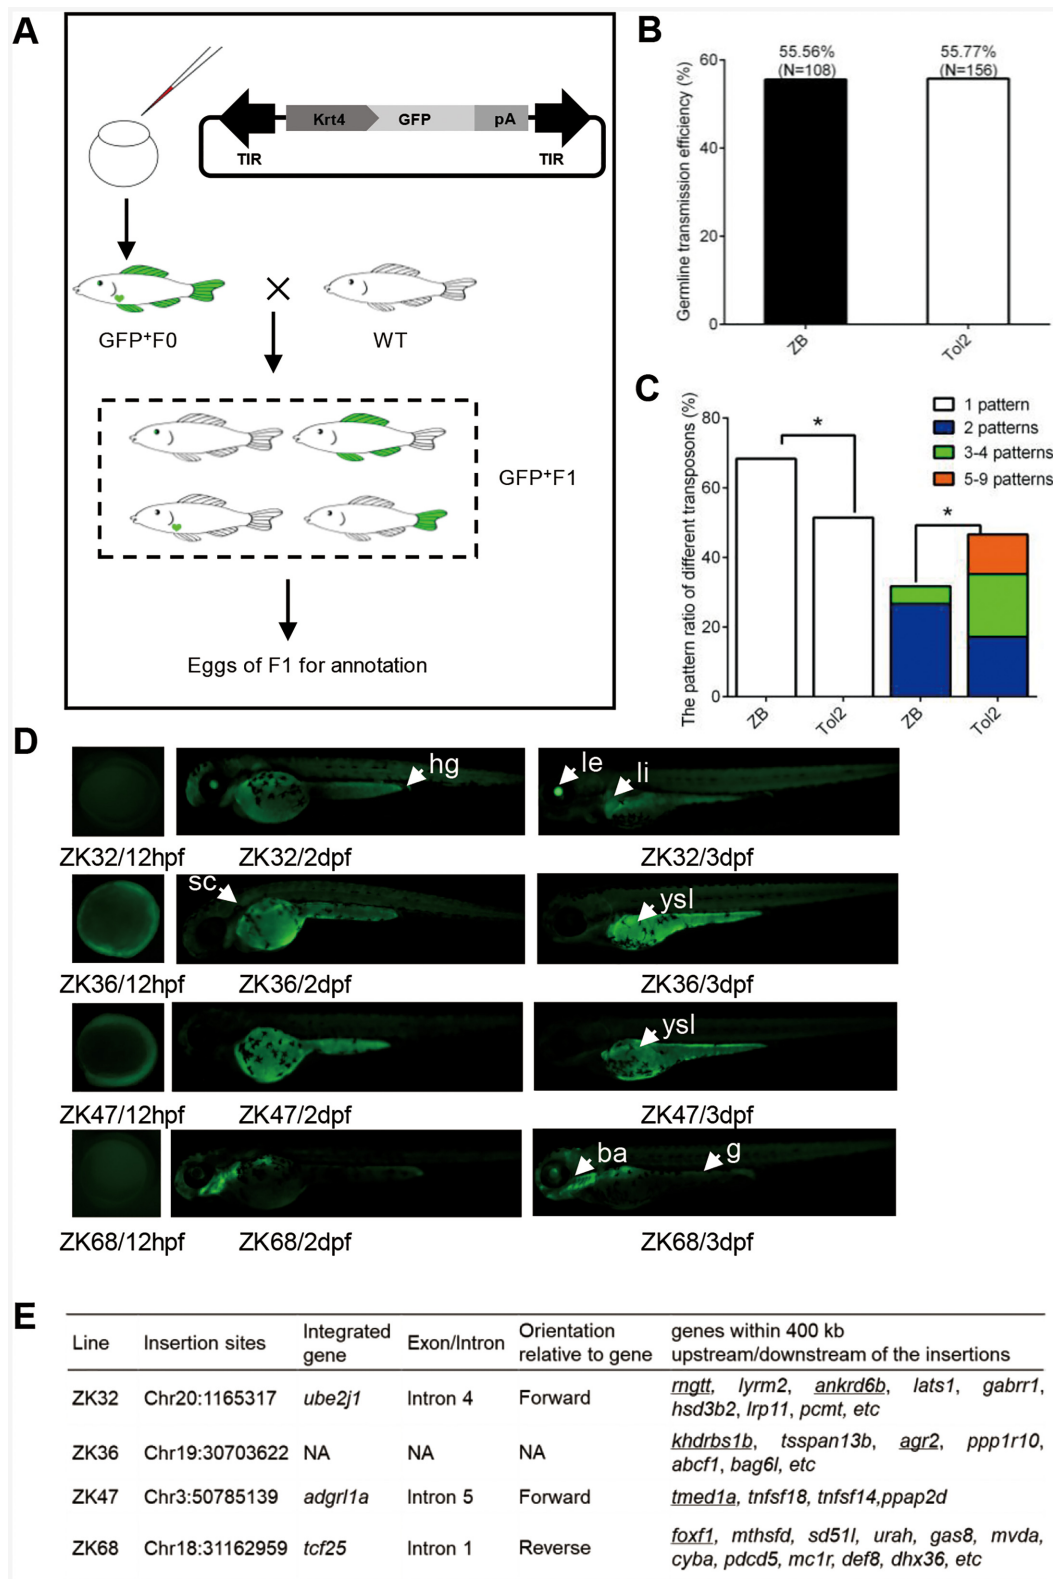 A
Krt4
GFP
pA
TIR
TIR
GFP+F0
WT
GFP+F1
Eggs of F1 for annotation
B
Germline transmission efficiency (%)
60
40
20
0
55.56%
(N=108)
55.77%
(N=156)
ZB
Tol2
C
The pattern ratio of different transposons (%)
80
60
40
20
0
*
*
1 pattern
2 patterns
3-4 patterns
5-9 patterns
ZB
Tol2
ZB
Tol2
D
hg
le
li
ZK32/12hpf
ZK32/2dpf
ZK32/3dpf
sc
ysl
ZK36/12hpf
ZK36/2dpf
ZK36/3dpf
ysl
ZK47/12hpf
ZK47/2dpf
ZK47/3dpf
ba
g
ZK68/12hpf
ZK68/2dpf
ZK68/3dpf
E
Line
Insertion sites
Integrated
gene
Exon/Intron
Orientation
relative to gene
genes within 400 kb
upstream/downstream of the insertions
ZK32
Chr20:1165317
ube2j1
Intron 4
Forward
rngtt, lyrm2, ankrd6b, lats1, gabrr1,
hsd3b2, lrp11, pcmt, etc
ZK36
Chr19:30703622
NA
NA
NA
khdrbs1b, tsspan13b, agr2, ppp1r10,
abcf1, bag6l, etc
ZK47
Chr3:50785139
adgrl1a
Intron 5
Forward
tmed1a, tnfsf18, tnfsf14,ppap2d
ZK68
Chr18:31162959
tcf25
Intron 1
Reverse
foxf1, mthsfd, sd51l, urah, gas8, mvda,
cyba, pdcd5, mc1r, def8, dhx36, etc